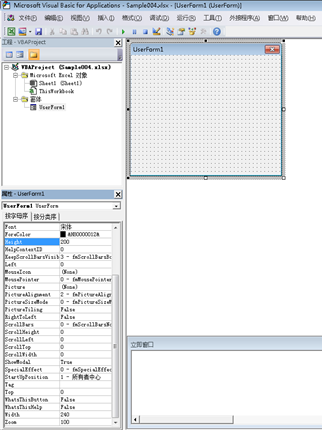 Microsoft Visual Basic for Applications - Sample004.xlsx - [UserForm1 (UserForm)]
文件(F) 编辑(E) 视图(V) 插入(I) 格式(O) 调试(D) 运行(R) 工具(T) 外接程序(A) 窗口(W) 帮助(H)
工程 - VBAProject
VBAProject (Sample004.xlsx)
Microsoft Excel 对象
Sheet1 (Sheet1)
ThisWorkbook
窗体
UserForm1
UserForm1
属性 - UserForm1
UserForm1 UserForm
按字母序 按分类序
Font 宋体
ForeColor &H80000012&
Height 200
HelpContextID 0
KeepScrollBarsVisib 3 - fmScrollBarsBo
Left 0
MouseIcon (None)
MousePointer 0 - fmMousePointer
Picture (None)
PictureAlignment 2 - fmPictureAlign
PictureSizeMode 0 - fmPictureSizeM
PictureTiling False
RightToLeft False
ScrollBars 0 - fmScrollBarsNo
ScrollHeight 0
ScrollLeft 0
ScrollTop 0
ScrollWidth 0
ShowModal True
SpecialEffect 0 - fmSpecialEffec
StartUpPosition 1 - 所有者中心
Tag
Top 0
WhatsThisButton False
WhatsThisHelp False
Width 240
Zoom 100
立即窗口